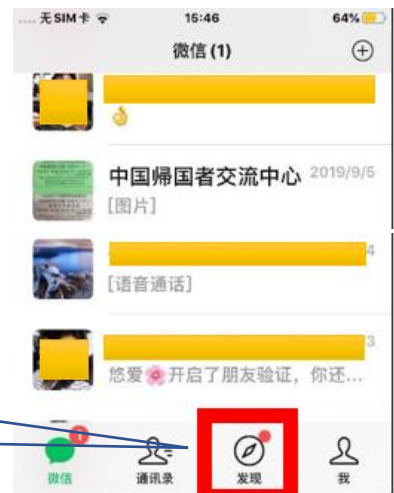 无SIM卡 15:46 64%
微信(1)
👌
中国帰国者交流中心 2019/9/5
[图片]
4
[语音通话]
3
悠爱🌸开启了朋友验证，你还...
1
微信 通讯录 发现 我